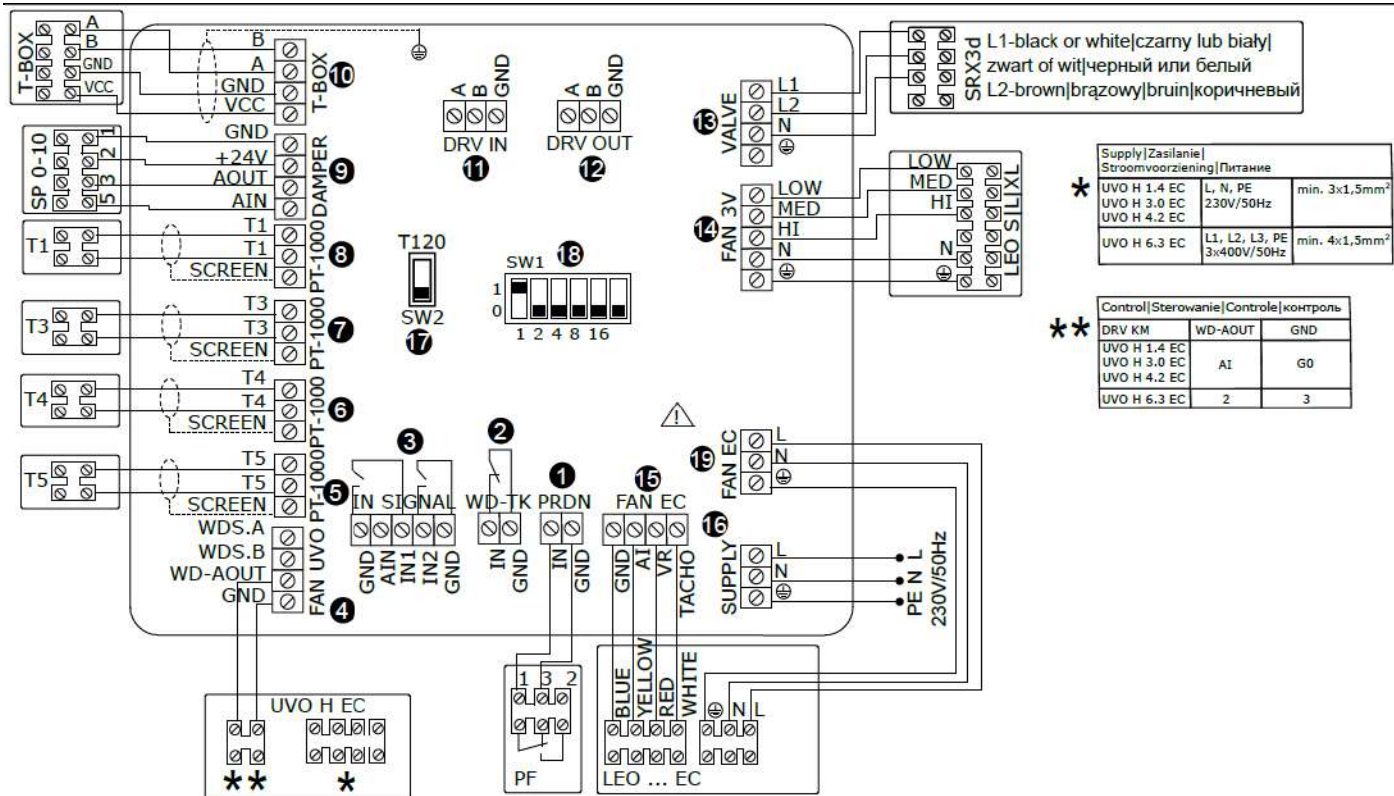 T-BOX
A
B
GND
VCC
B
A
GND
VCC
T-BOX
10
SP 0-10
1
2
3
5
GND
+24V
AOUT
AIN
DAMPER
9
T1
T1
T1
SCREEN
PT-1000
8
T3
T3
T3
SCREEN
PT-1000
7
T4
T4
T4
SCREEN
PT-1000
6
T5
T5
T5
SCREEN
PT-1000
5
WDS.A
WDS.B
WD-AOUT
GND
FAN UVO
4
A
B
GND
DRV IN
11
A
B
GND
DRV OUT
12
T120
SW2
17
SW1
18
1
0
1 2 4 8 16
3
IN SIGNAL
GND
AIN
IN1
IN2
GND
2
WD-TK
IN
GND
1
PRDN
IN
GND
15
FAN EC
GND
AI
VR
TACHO
13
VALVE
L1
L2
N
14
FAN 3V
LOW
MED
HI
N
19
FAN EC
L
N
16
SUPPLY
L
N
L
N
PE
230V/50Hz
SRX3d
L1-black or white|czarny lub biały|
zwart of wit|черный или белый
L2-brown|brązowy|bruin|коричневый
LOW
MED
HI
N
LEO S|L|XL
*
Supply|Zasilanie|
Stroomvoorziening|Питание
UVO H 1.4 EC
UVO H 3.0 EC
UVO H 4.2 EC
L, N, PE
230V/50Hz
min. 3x1,5mm²
UVO H 6.3 EC
L1, L2, L3, PE
3x400V/50Hz
min. 4x1,5mm²
**
Control|Sterowanie|Controle|контроль
DRV KM WD-AOUT GND
UVO H 1.4 EC
UVO H 3.0 EC
UVO H 4.2 EC
AI
G0
UVO H 6.3 EC 2 3
UVO H EC
** *
1 3 2
PF
BLUE
YELLOW
RED
WHITE
N L
LEO ... EC